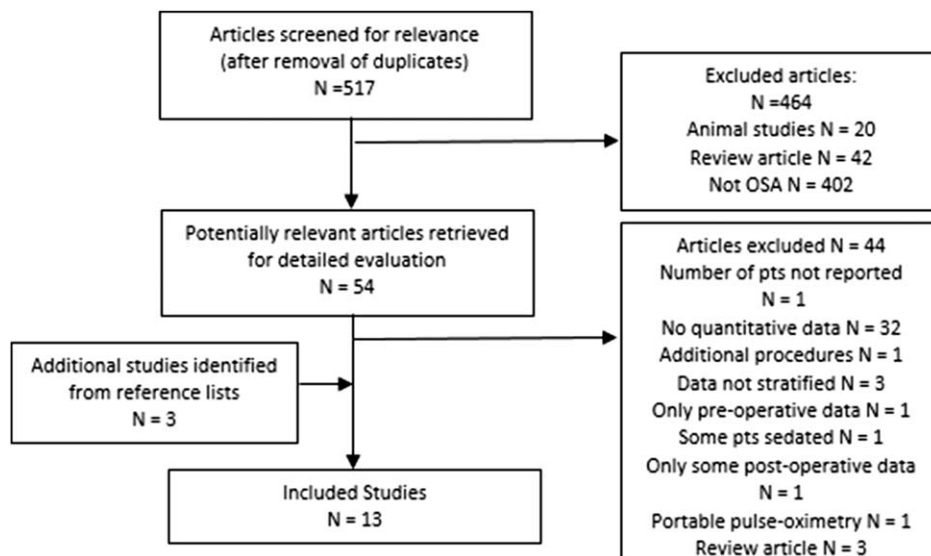 Articles screened for relevance
(after removal of duplicates)
N =517
Excluded articles:
N =464
Animal studies N = 20
Review article N = 42
Not OSA N = 402
Potentially relevant articles retrieved
for detailed evaluation
N = 54
Articles excluded N = 44
Number of pts not reported
N = 1
No quantitative data N = 32
Additional procedures N = 1
Data not stratified N = 3
Only pre-operative data N = 1
Some pts sedated N = 1
Only some post-operative data
N = 1
Portable pulse-oximetry N = 1
Review article N = 3
Additional studies identified
from reference lists
N = 3
Included Studies
N = 13